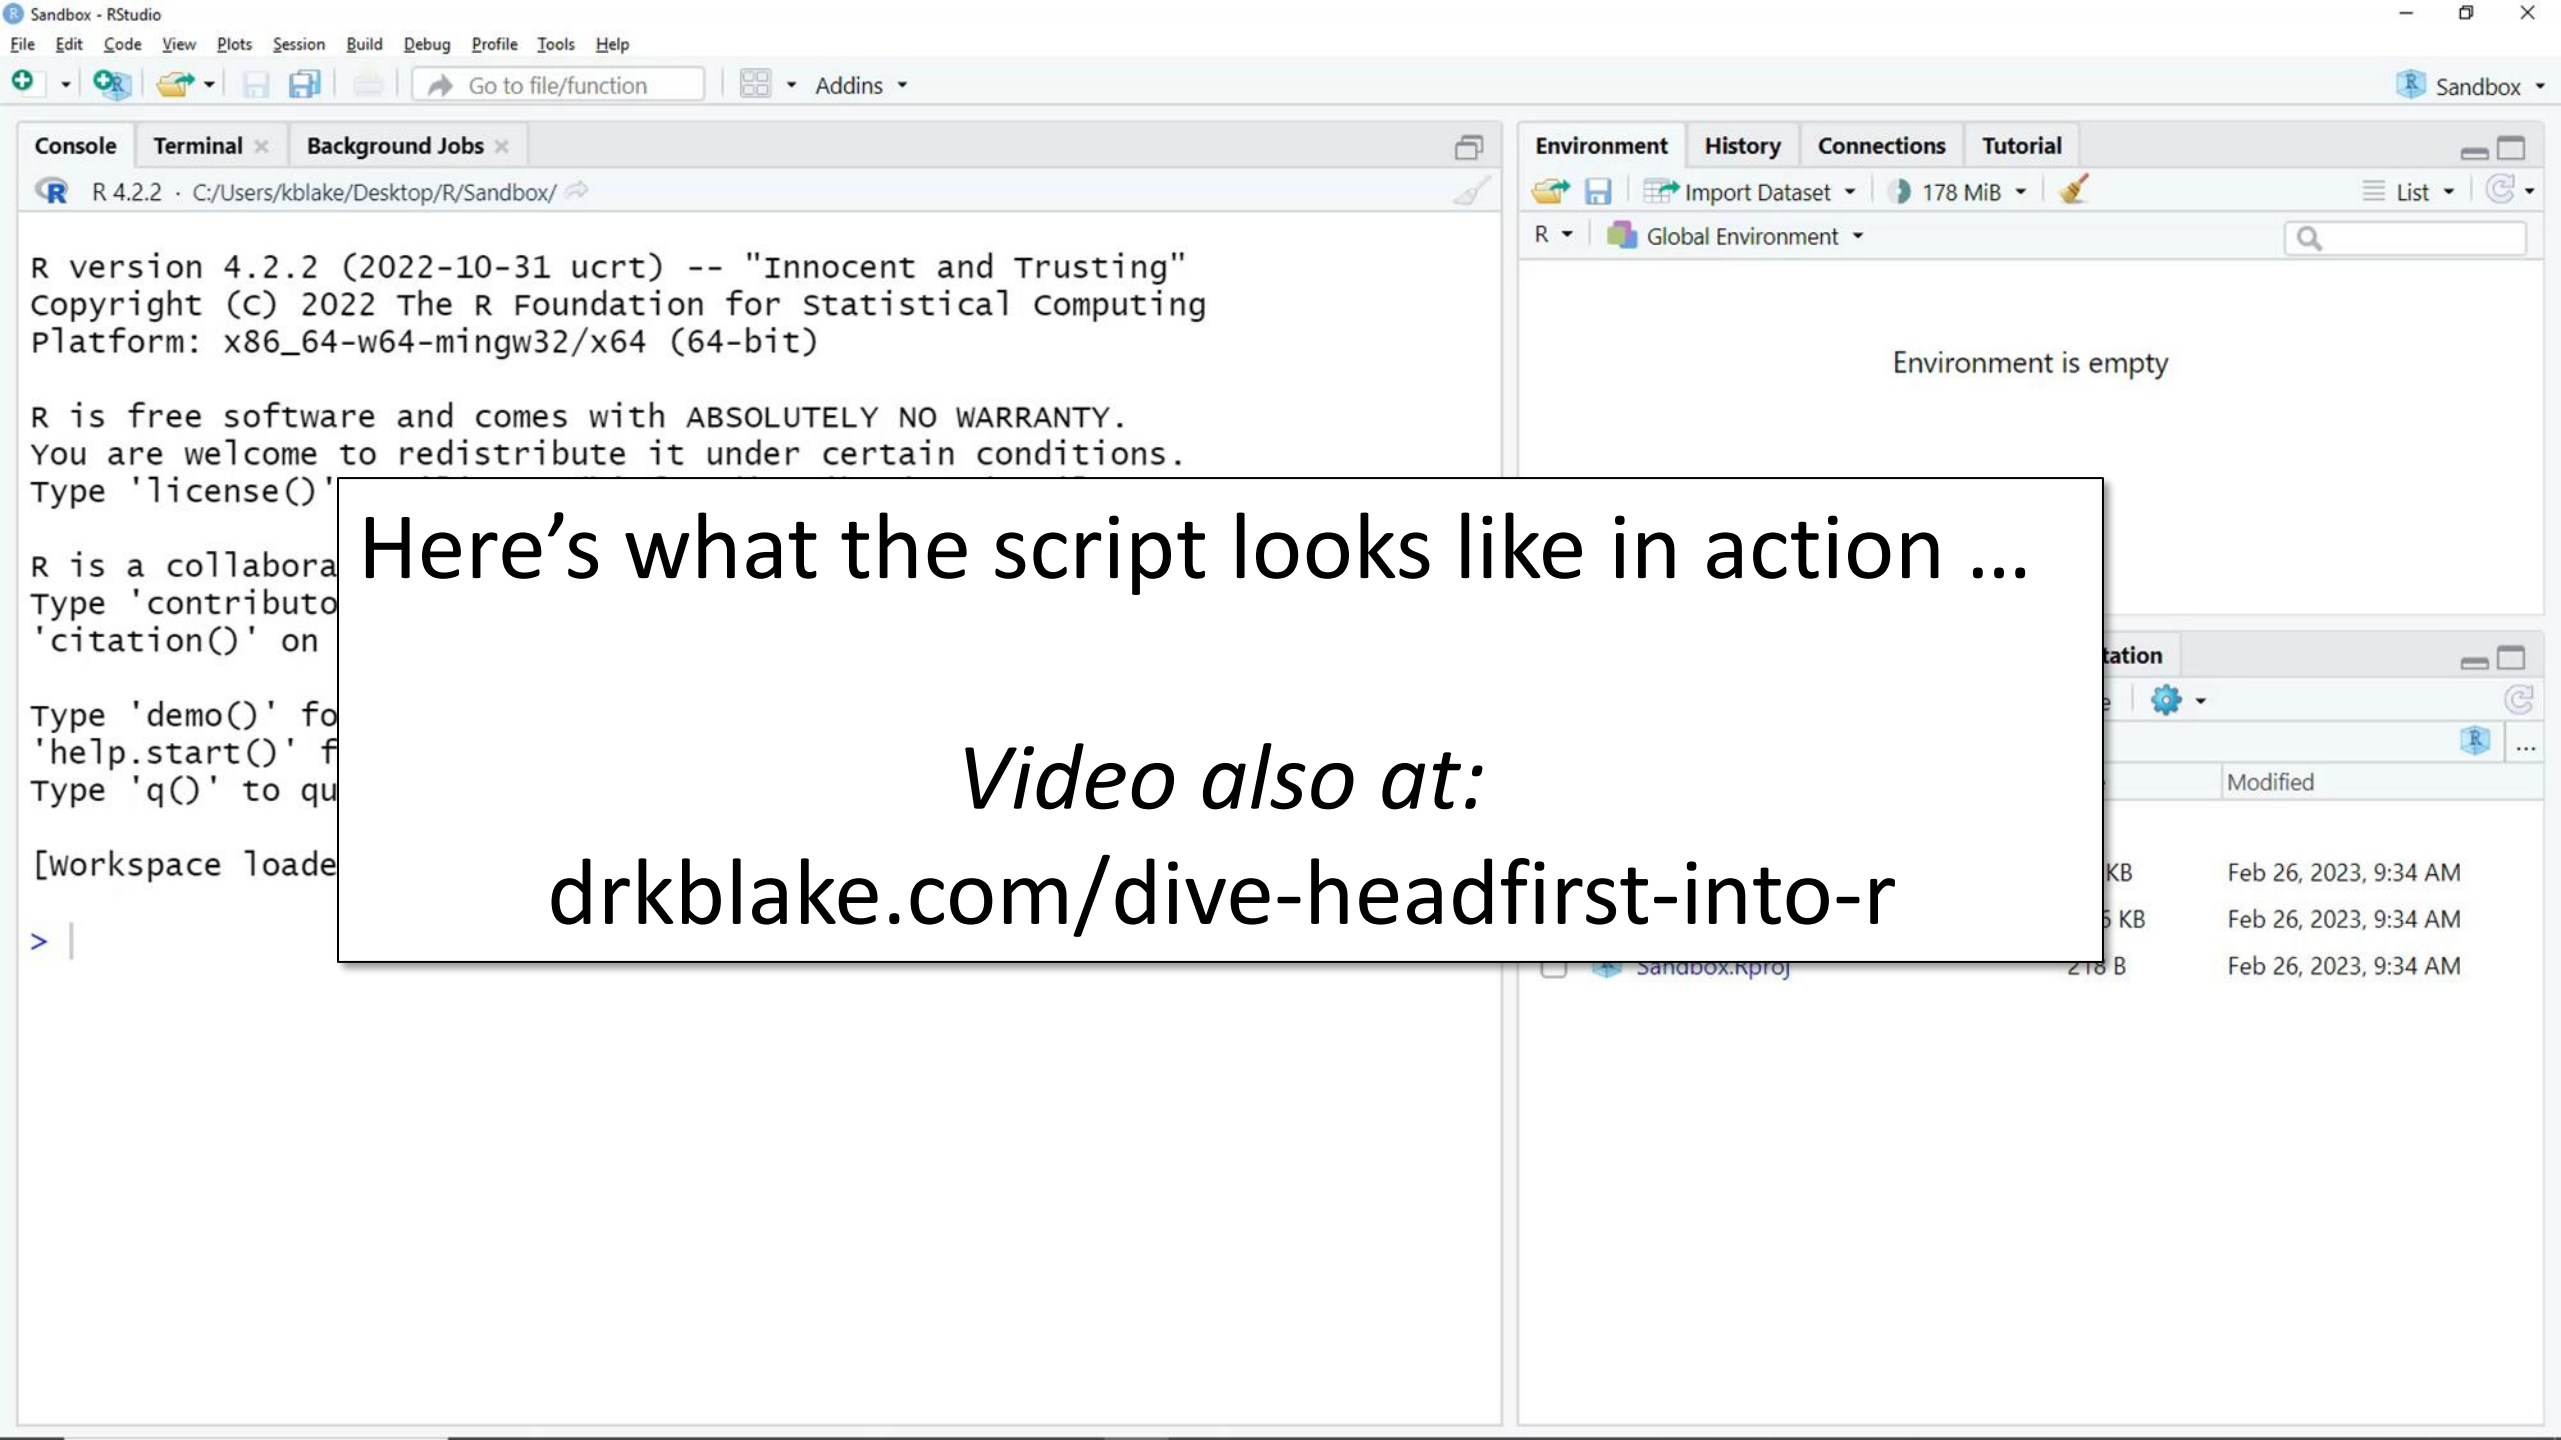 Sandbox - RStudio
File Edit Code View Plots Session Build Debug Profile Tools Help
Go to file/function
Addins
Sandbox
Console Terminal Background Jobs
R 4.2.2 · C:/Users/kblake/Desktop/R/Sandbox/
R version 4.2.2 (2022-10-31 ucrt) -- "Innocent and Trusting"
Copyright (C) 2022 The R Foundation for Statistical Computing
Platform: x86_64-w64-mingw32/x64 (64-bit)
R is free software and comes with ABSOLUTELY NO WARRANTY.
You are welcome to redistribute it under certain conditions.
Type 'license()'
R is a collabora
Type 'contributo
'citation()' on
Type 'demo()' fo
'help.start()' f
Type 'q()' to qu
[Workspace loade
>
Environment History Connections Tutorial
Import Dataset 178 MiB List
R Global Environment
Environment is empty
Here's what the script looks like in action …
Video also at:
drkblake.com/dive-headfirst-into-r
tation
...
Modified
KB Feb 26, 2023, 9:34 AM
KB Feb 26, 2023, 9:34 AM
Sandbox.Rproj 218 B Feb 26, 2023, 9:34 AM